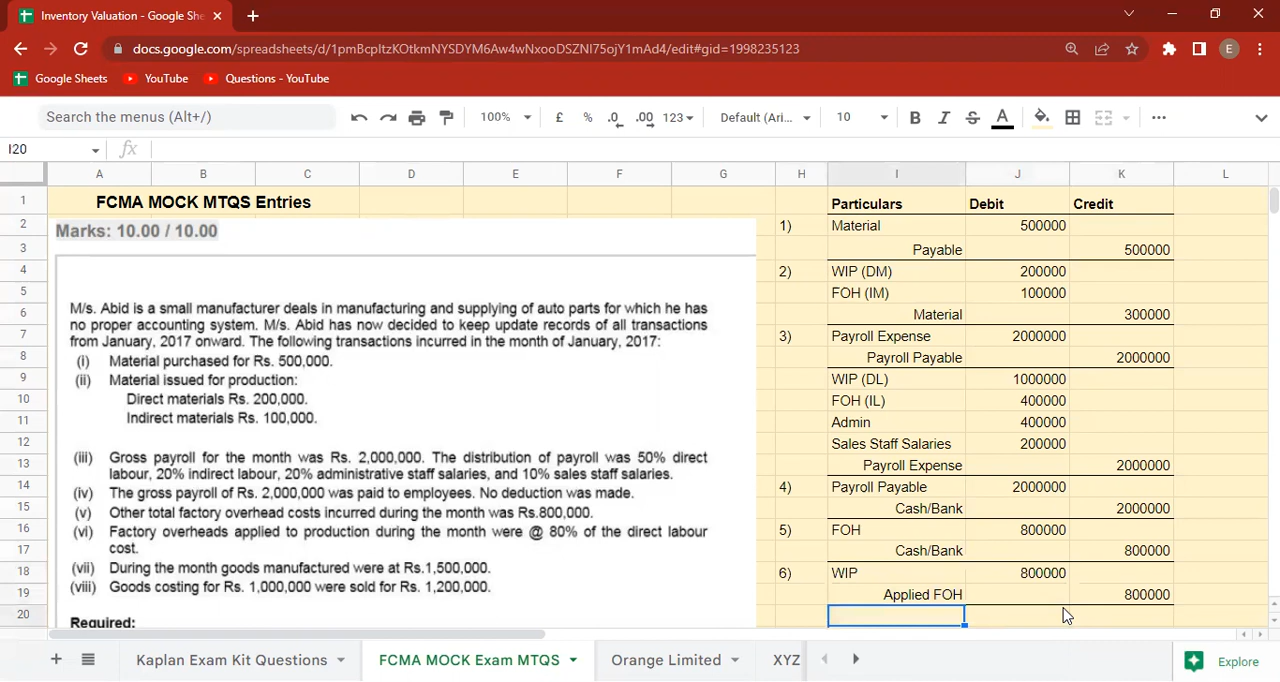 Inventory Valuation - Google She
docs.google.com/spreadsheets/d/1pmBcpItzKOtkmNYSDYM6Aw4wNxooDSZNI75ojY1mAd4/edit#gid=1998235123
E
Google Sheets YouTube Questions - YouTube
Search the menus (Alt+/) 100% £ % .0 .00 123 Default (Ari... 10 B I S A
I20 fx
A B C D E F G H I J K L
1 FCMA MOCK MTQS Entries Particulars Debit Credit
2 Marks: 10.00 / 10.00 1) Material 500000
3 Payable 500000
4 2) WIP (DM) 200000
5 FOH (IM) 100000
6 Material 300000
7 3) Payroll Expense 2000000
8 Payroll Payable 2000000
9 WIP (DL) 1000000
10 FOH (IL) 400000
11 Admin 400000
12 Sales Staff Salaries 200000
13 Payroll Expense 2000000
14 4) Payroll Payable 2000000
15 Cash/Bank 2000000
16 5) FOH 800000
17 Cash/Bank 800000
18 6) WIP 800000
19 Applied FOH 800000
20
M/s. Abid is a small manufacturer deals in manufacturing and supplying of auto parts for which he has
no proper accounting system. M/s. Abid has now decided to keep update records of all transactions
from January, 2017 onward. The following transactions incurred in the month of January, 2017:
(i) Material purchased for Rs. 500,000.
(ii) Material issued for production:
Direct materials Rs. 200,000.
Indirect materials Rs. 100,000.
(iii) Gross payroll for the month was Rs. 2,000,000. The distribution of payroll was 50% direct
labour, 20% indirect labour, 20% administrative staff salaries, and 10% sales staff salaries.
(iv) The gross payroll of Rs. 2,000,000 was paid to employees. No deduction was made.
(v) Other total factory overhead costs incurred during the month was Rs.800,000.
(vi) Factory overheads applied to production during the month were @ 80% of the direct labour
cost.
(vii) During the month goods manufactured were at Rs.1,500,000.
(viii) Goods costing for Rs. 1,000,000 were sold for Rs. 1,200,000.
Required:
Kaplan Exam Kit Questions FCMA MOCK Exam MTQS Orange Limited XYZ Explore